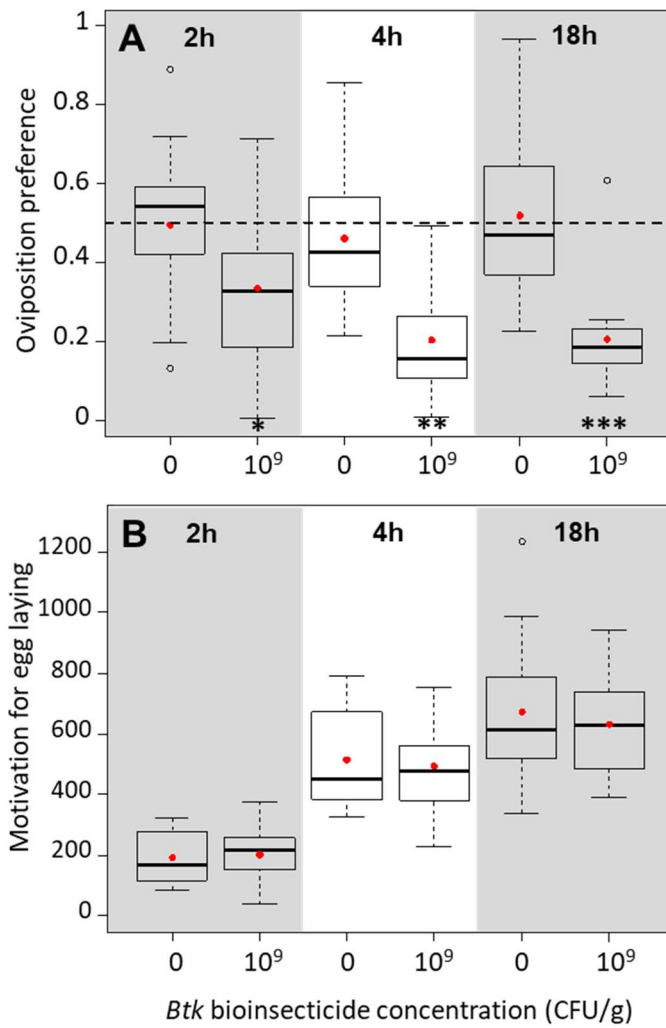 A 2h 4h 18h
Oviposition preference
1
0.8
0.6
0.4
0.2
0
* ** ***
0 10⁹ 0 10⁹ 0 10⁹
B 2h 4h 18h
Motivation for egg laying
1200
1000
800
600
400
200
0
0 10⁹ 0 10⁹ 0 10⁹
Btk bioinsecticide concentration (CFU/g)